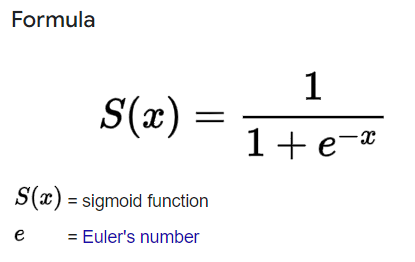 Formula
S(x) = 1 / (1 + e^{-x})
S(x) = sigmoid function
e = Euler's number